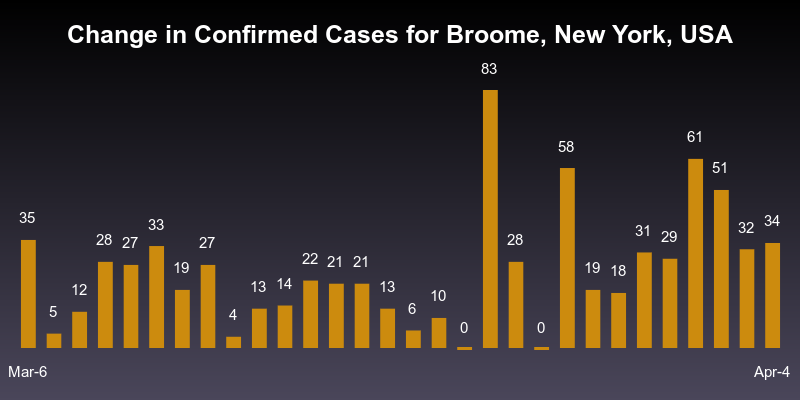 Change in Confirmed Cases for Broome, New York, USA
35 5 12 28 27 33 19 27 4 13 14 22 21 21 13 6 10 0 83 28 0 58 19 18 31 29 61 51 32 34
Mar-6 Apr-4